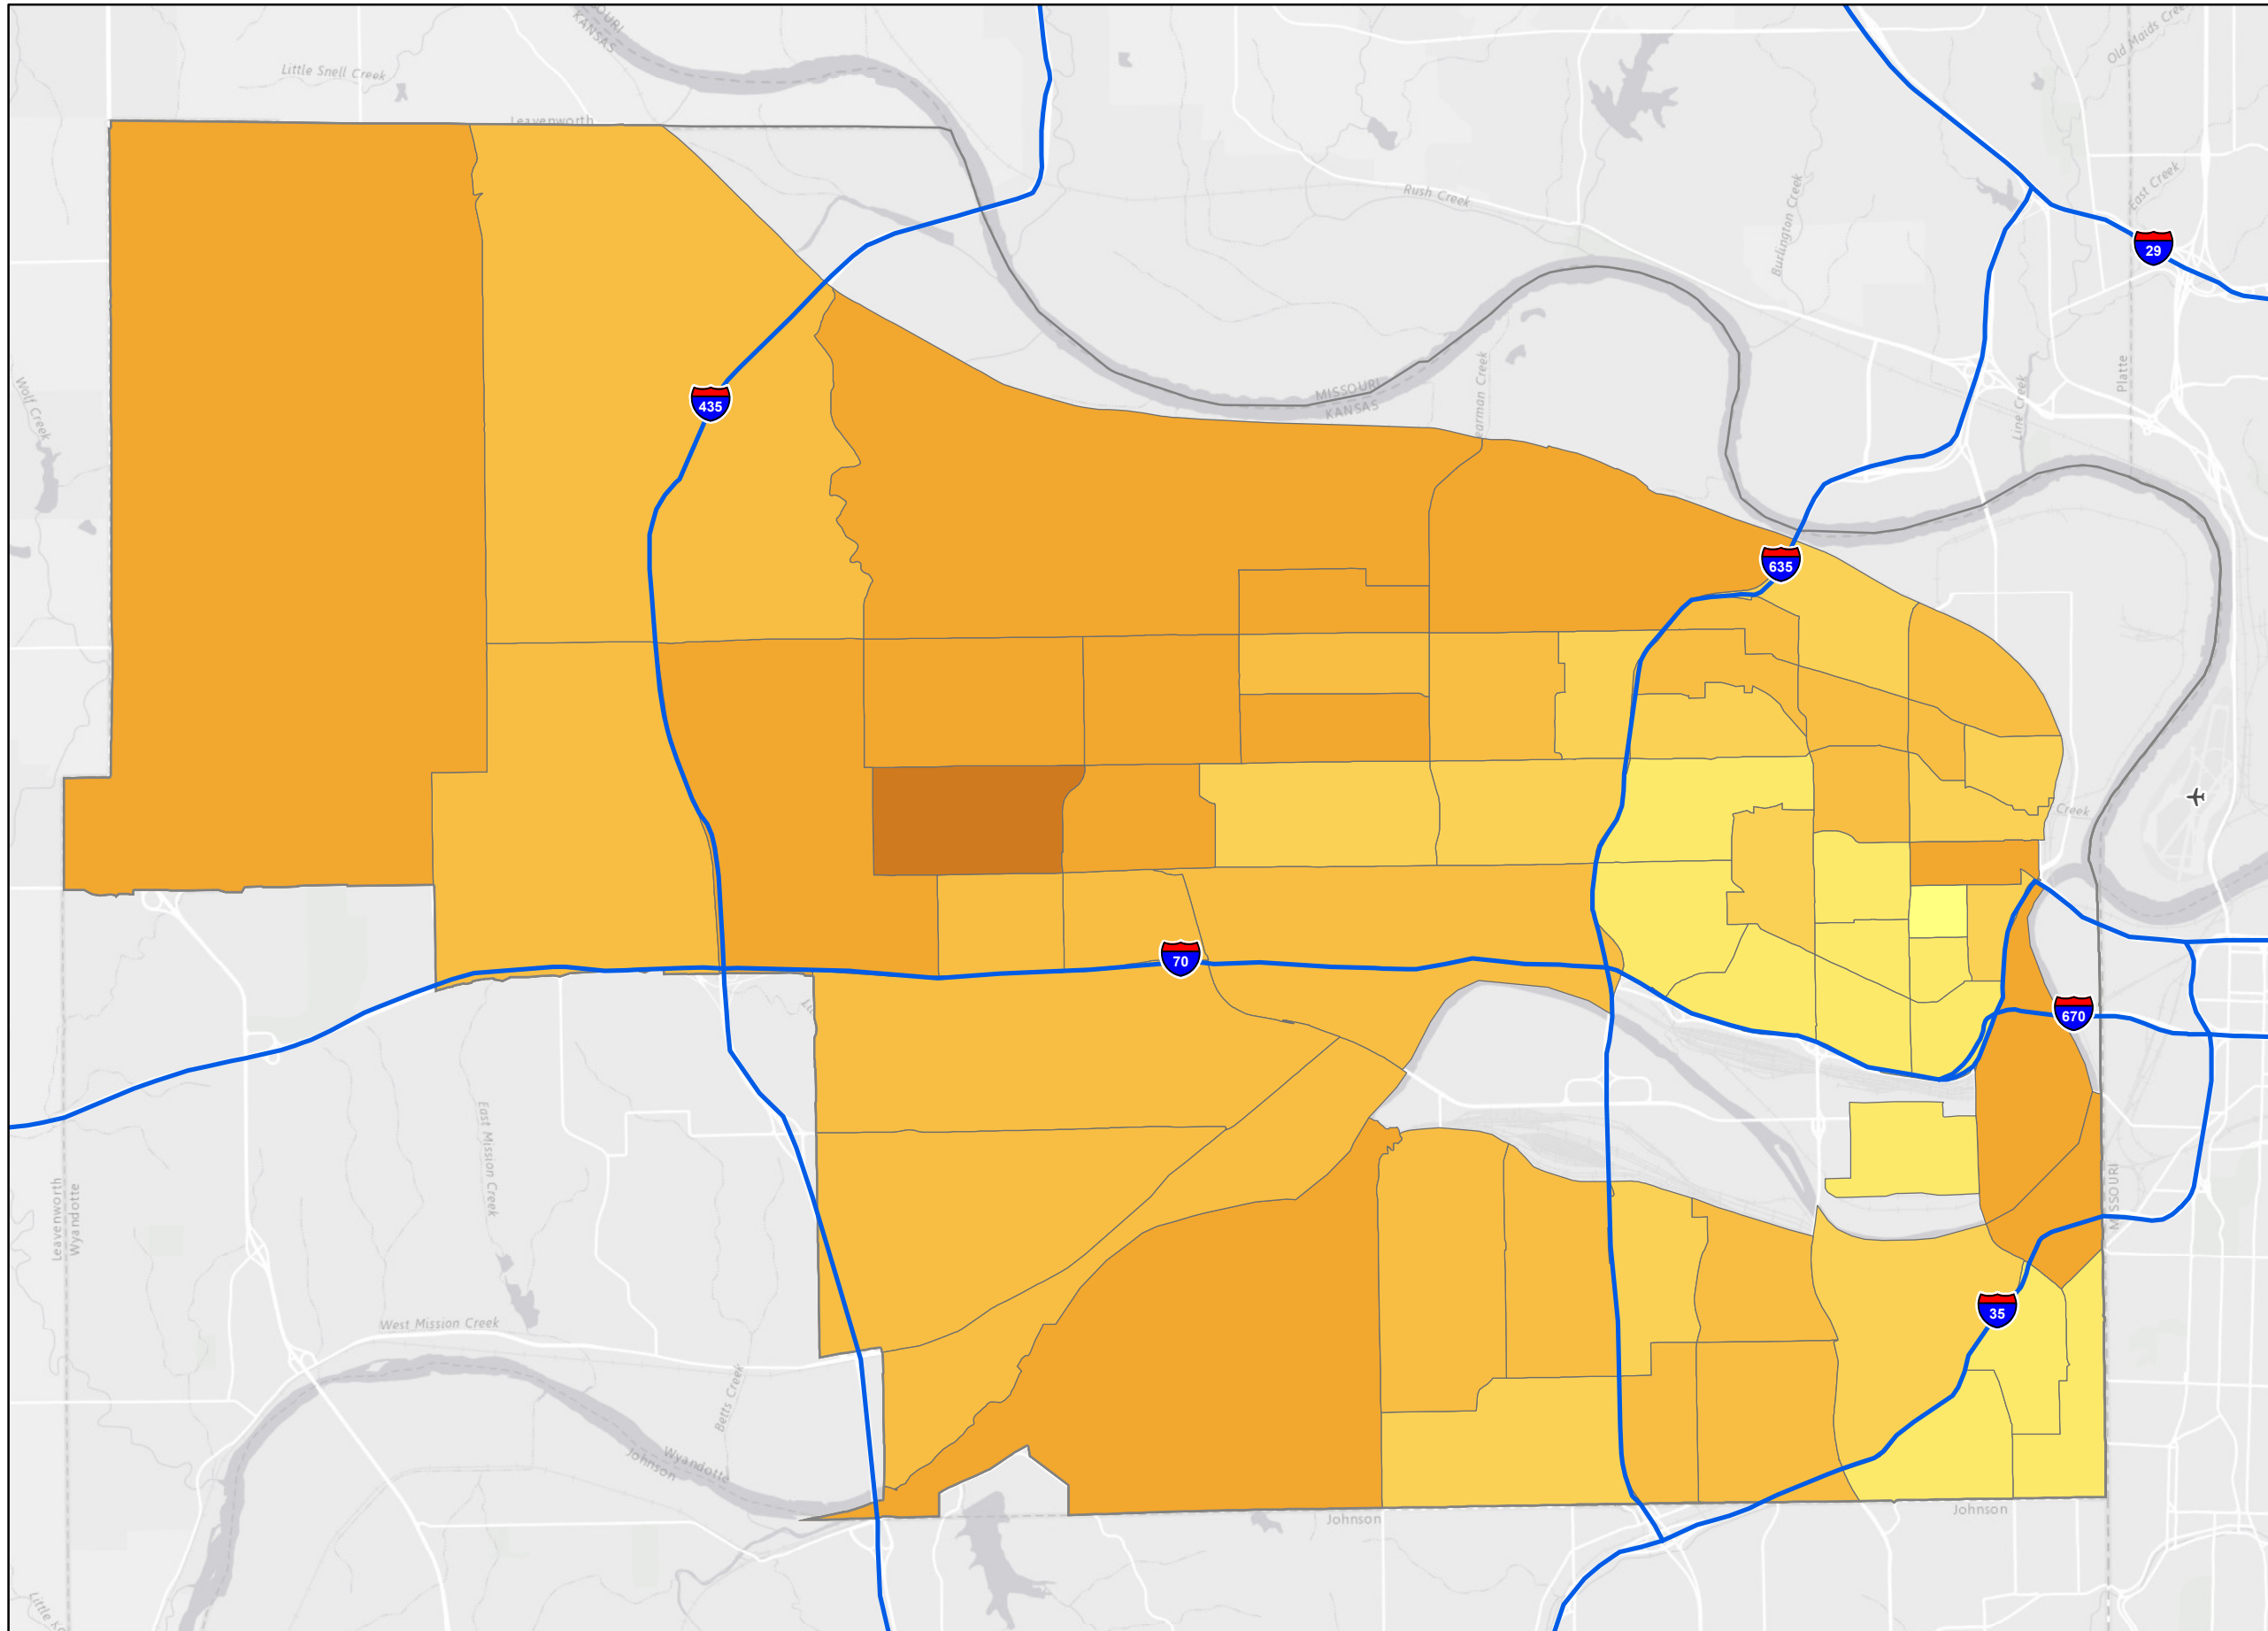 KANSAS
Little Snell Creek
Old Maids Creek
Leavenworth
Rush Creek
East Creek
Burlington Creek
29
Platte
Line Creek
MISSOURI
KANSAS
435
Wolf Creek
635
Creek
70
670
East Mission Creek
Leavenworth
Wyandotte
MISSOURI
35
West Mission Creek
Betts Creek
Wyandotte
Johnson
Johnson
Johnson